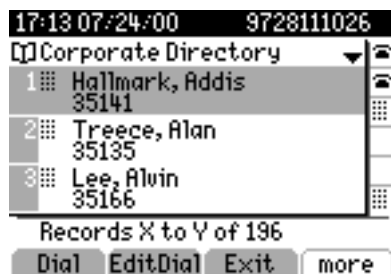 17:13 07/24/00 9728111026
Corporate Directory
1 Hallmark, Addis
35141
2 Treece, Alan
35135
3 Lee, Alvin
35166
Records X to Y of 196
Dial EditDial Exit more